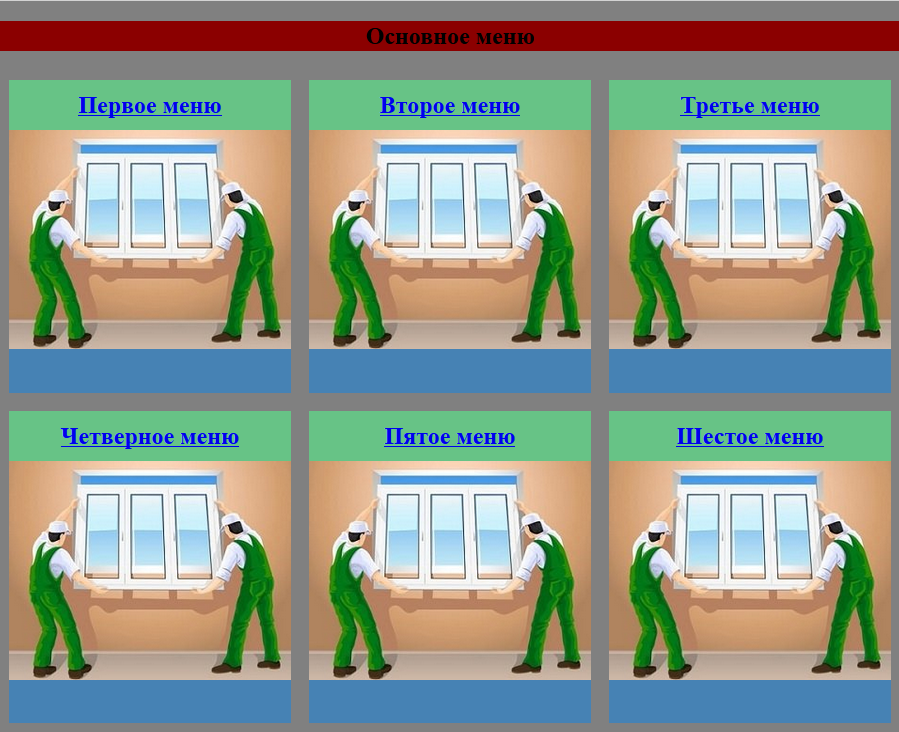 Основное меню
Первое меню
Второе меню
Третье меню
Четверное меню
Пятое меню
Шестое меню